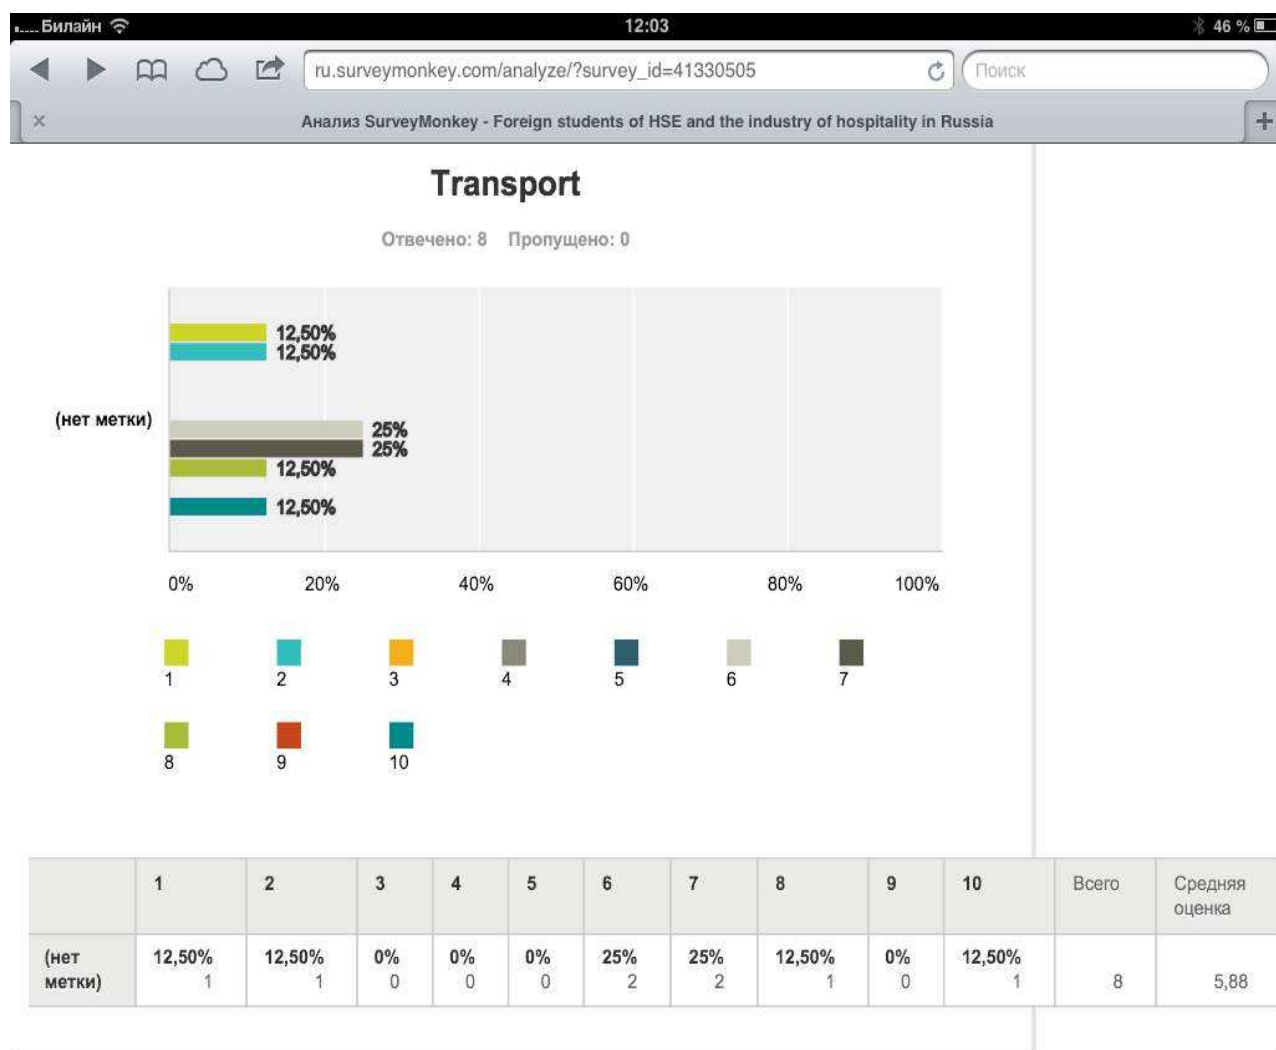 Билайн 12:03 46 %
ru.surveymonkey.com/analyze/?survey_id=41330505 Поиск
Анализ SurveyMonkey - Foreign students of HSE and the industry of hospitality in Russia
Transport
Отвечено: 8 Пропущено: 0
12,50%
12,50%
(нет метки)
25%
25%
12,50%
12,50%
0% 20% 40% 60% 80% 100%
1 2 3 4 5 6 7
8 9 10
1 2 3 4 5 6 7 8 9 10 Всего Средняя
оценка
(нет 12,50% 12,50% 0% 0% 0% 25% 25% 12,50% 0% 12,50%
метки) 1 1 0 0 0 2 2 1 0 1 8 5,88